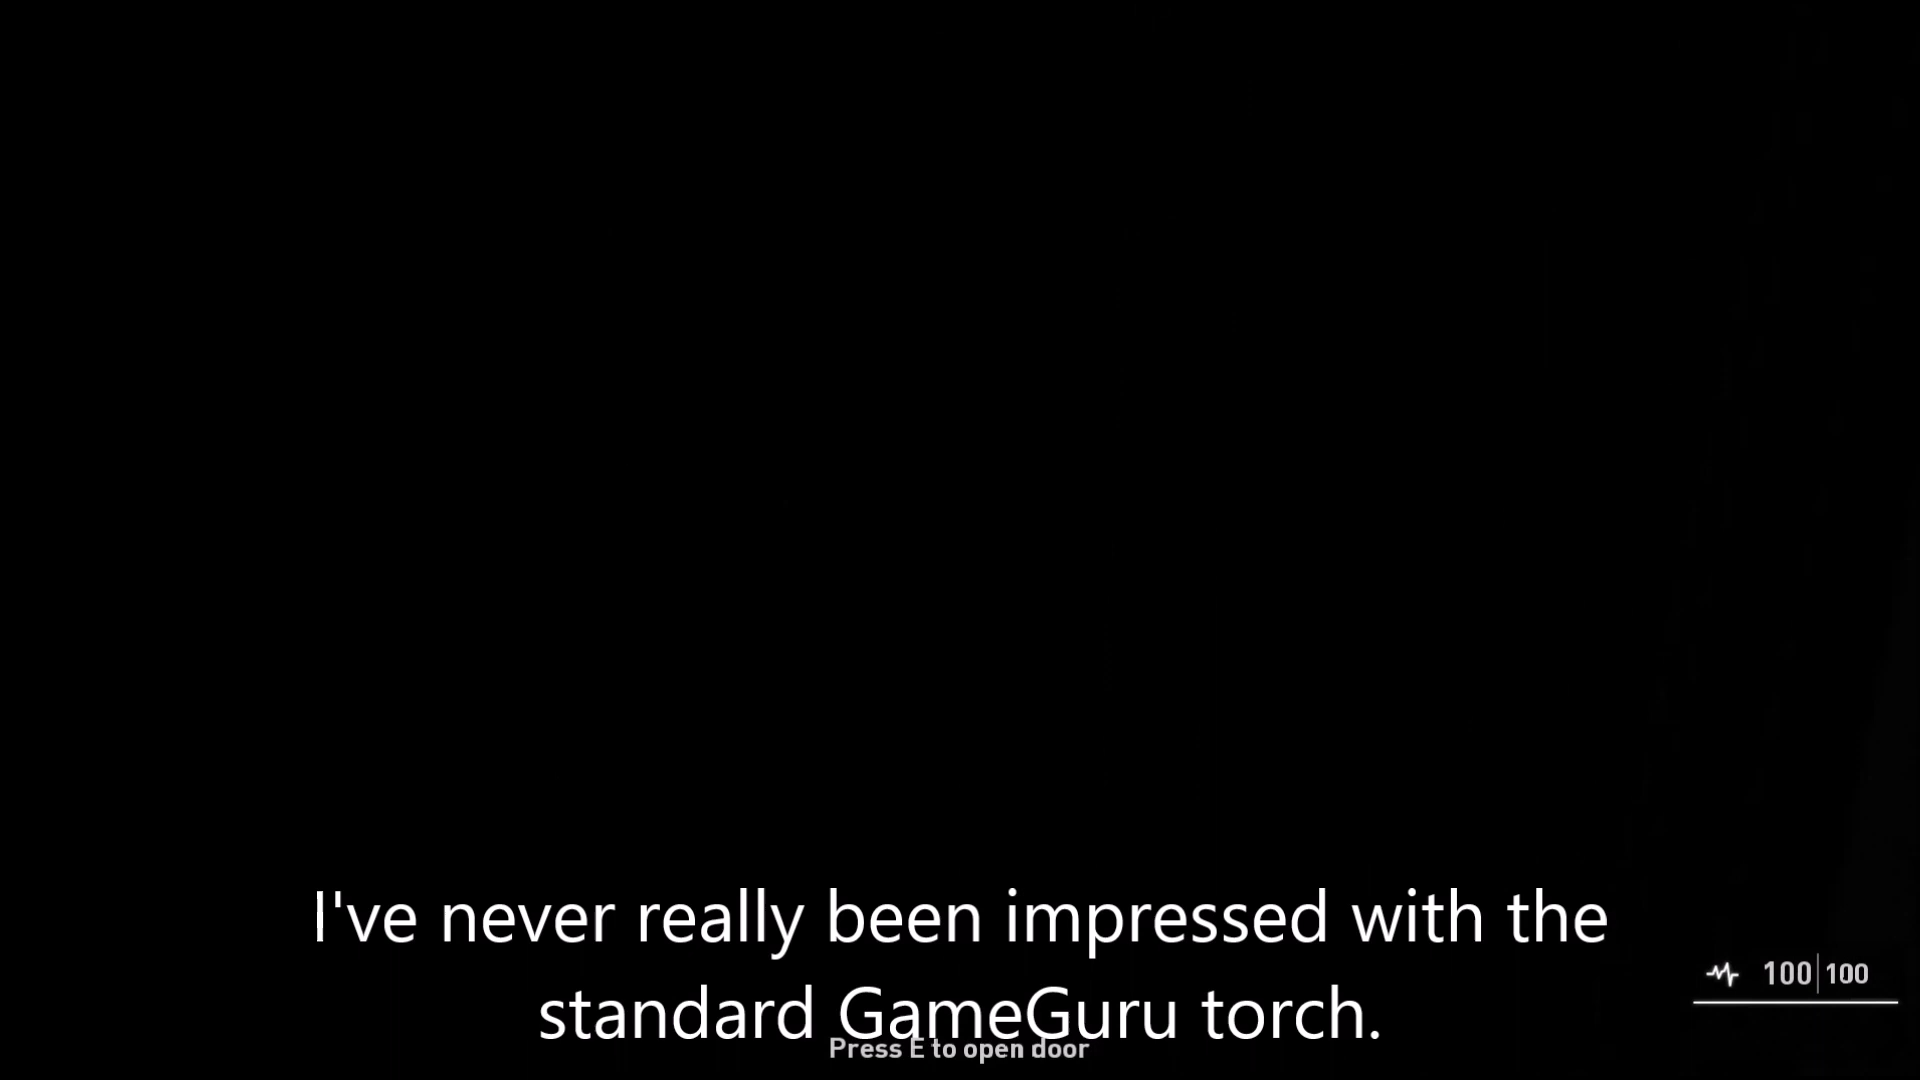 I've never really been impressed with the
standard GameGuru torch.
100|100
Press E to open door